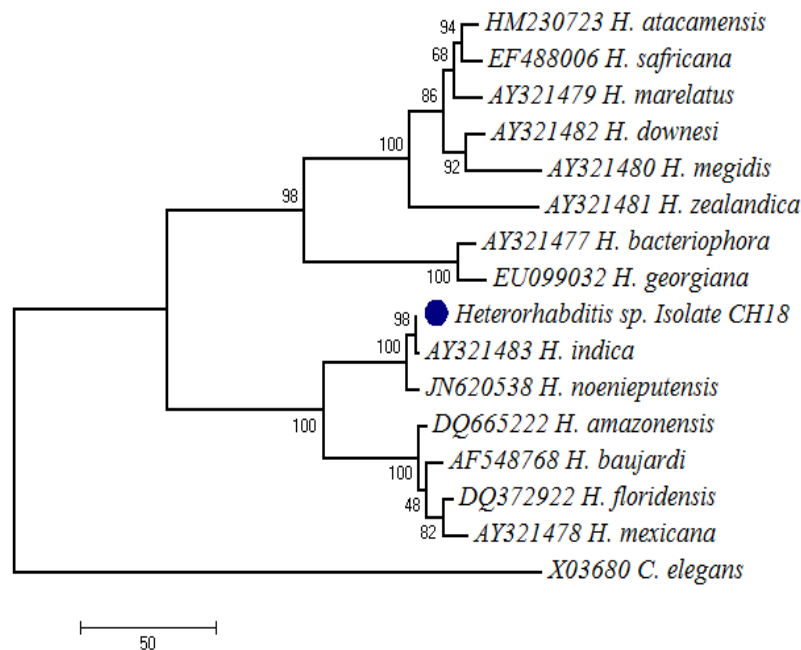 94
HM230723 H. atacamensis
68
EF488006 H. safricana
86
AY321479 H. marelatus
AY321482 H. downesi
100
92
AY321480 H. megidis
98
AY321481 H. zealandica
AY321477 H. bacteriophora
100
EU099032 H. georgiana
98
Heterorhabditis sp. Isolate CH18
100
AY321483 H. indica
JN620538 H. noenieputensis
100
DQ665222 H. amazonensis
100
AF548768 H. baujardi
48
DQ372922 H. floridensis
82
AY321478 H. mexicana
X03680 C. elegans
50